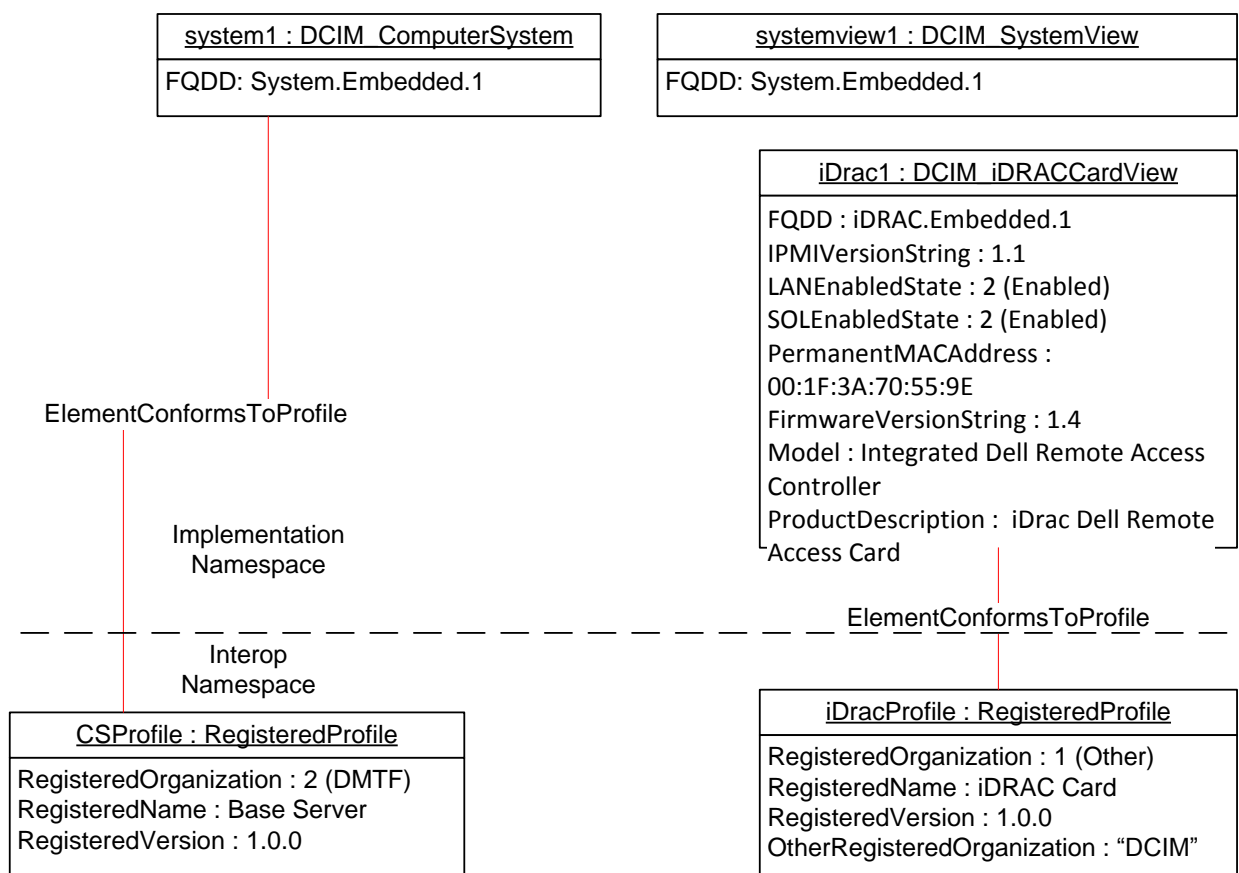 system1 : DCIM_ComputerSystem
FQDD: System.Embedded.1
systemview1 : DCIM_SystemView
FQDD: System.Embedded.1
iDrac1 : DCIM_iDRACCardView
FQDD : iDRAC.Embedded.1
IPMIVersionString : 1.1
LANEnabledState : 2 (Enabled)
SOLEnabledState : 2 (Enabled)
PermanentMACAddress :
00:1F:3A:70:55:9E
FirmwareVersionString : 1.4
Model : Integrated Dell Remote Access
Controller
ProductDescription : iDrac Dell Remote
Access Card
ElementConformsToProfile
Implementation
Namespace
ElementConformsToProfile
Interop
Namespace
CSProfile : RegisteredProfile
RegisteredOrganization : 2 (DMTF)
RegisteredName : Base Server
RegisteredVersion : 1.0.0
iDracProfile : RegisteredProfile
RegisteredOrganization : 1 (Other)
RegisteredName : iDRAC Card
RegisteredVersion : 1.0.0
OtherRegisteredOrganization : “DCIM”